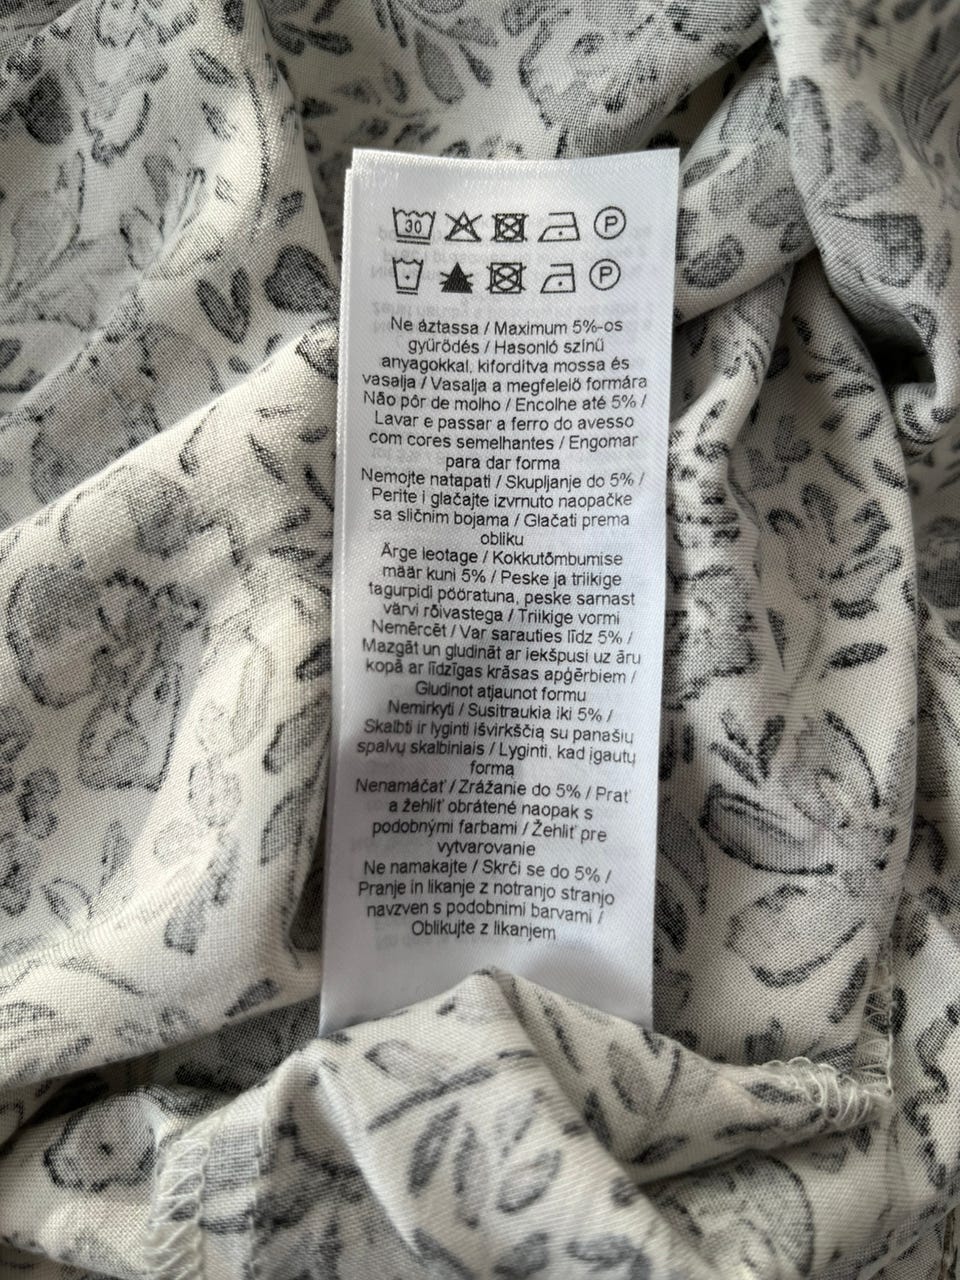 30 P
P
Ne áztassa / Maximum 5%-os
gyűrödés / Hasonló színű
anyagokkal, kifordítva mossa és
vasalja / Vasalja a megfelelő formára
Não pôr de molho / Encolhe até 5% /
Lavar e passar a ferro do avesso
com cores semelhantes / Engomar
para dar forma
Nemojte natapati / Skupljanje do 5% /
Perite i glačajte izvrnuto naopačke
sa sličnim bojama / Glačati prema
obliku
Ärge leotage / Kokkutõmbumise
määr kuni 5% / Peske ja triikige
tagurpidi pööratuna, peske sarnast
värvi rõivastega / Triikige vormi
Nemērcēt / Var sarauties līdz 5% /
Mazgāt un gludināt ar iekšpusi uz āru
kopā ar līdzīgas krāsas apģērbiem /
Gludinot atjaunot formu
Nemirkyti / Susitraukia iki 5% /
Skalbti ir lyginti išvirkščią su panašių
spalvų skalbiniais / Lyginti, kad įgautų
formą
Nenamáčať / Zrážanie do 5% / Prať
a žehliť obrátené naopak s
podobnými farbami / Žehliť pre
vytvarovanie
Ne namakajte / Skrči se do 5% /
Pranje in likanje z notranjo stranjo
navzven s podobnimi barvami /
Oblikujte z likanjem